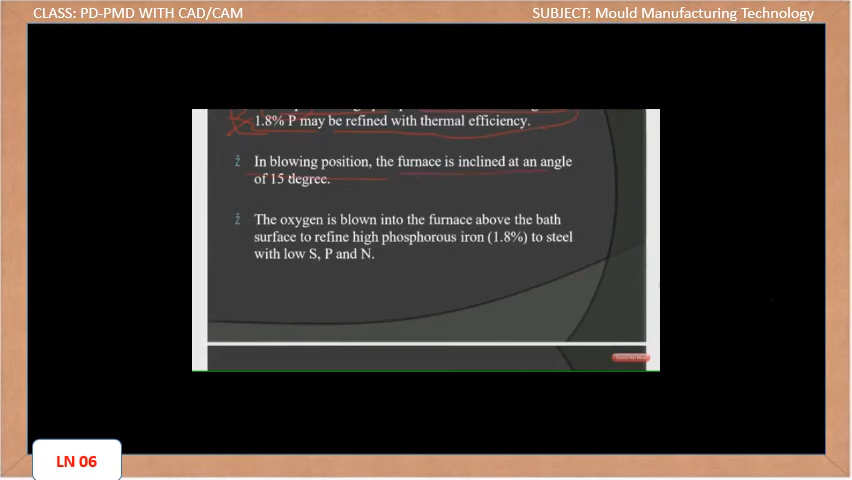 CLASS: PD-PMD WITH CAD/CAM
SUBJECT: Mould Manufacturing Technology
1.8% P may be refined with thermal efficiency.
ž In blowing position, the furnace is inclined at an angle
of 15 degree.
ž The oxygen is blown into the furnace above the bath
surface to refine high phosphorous iron (1.8%) to steel
with low S, P and N.
LN 06